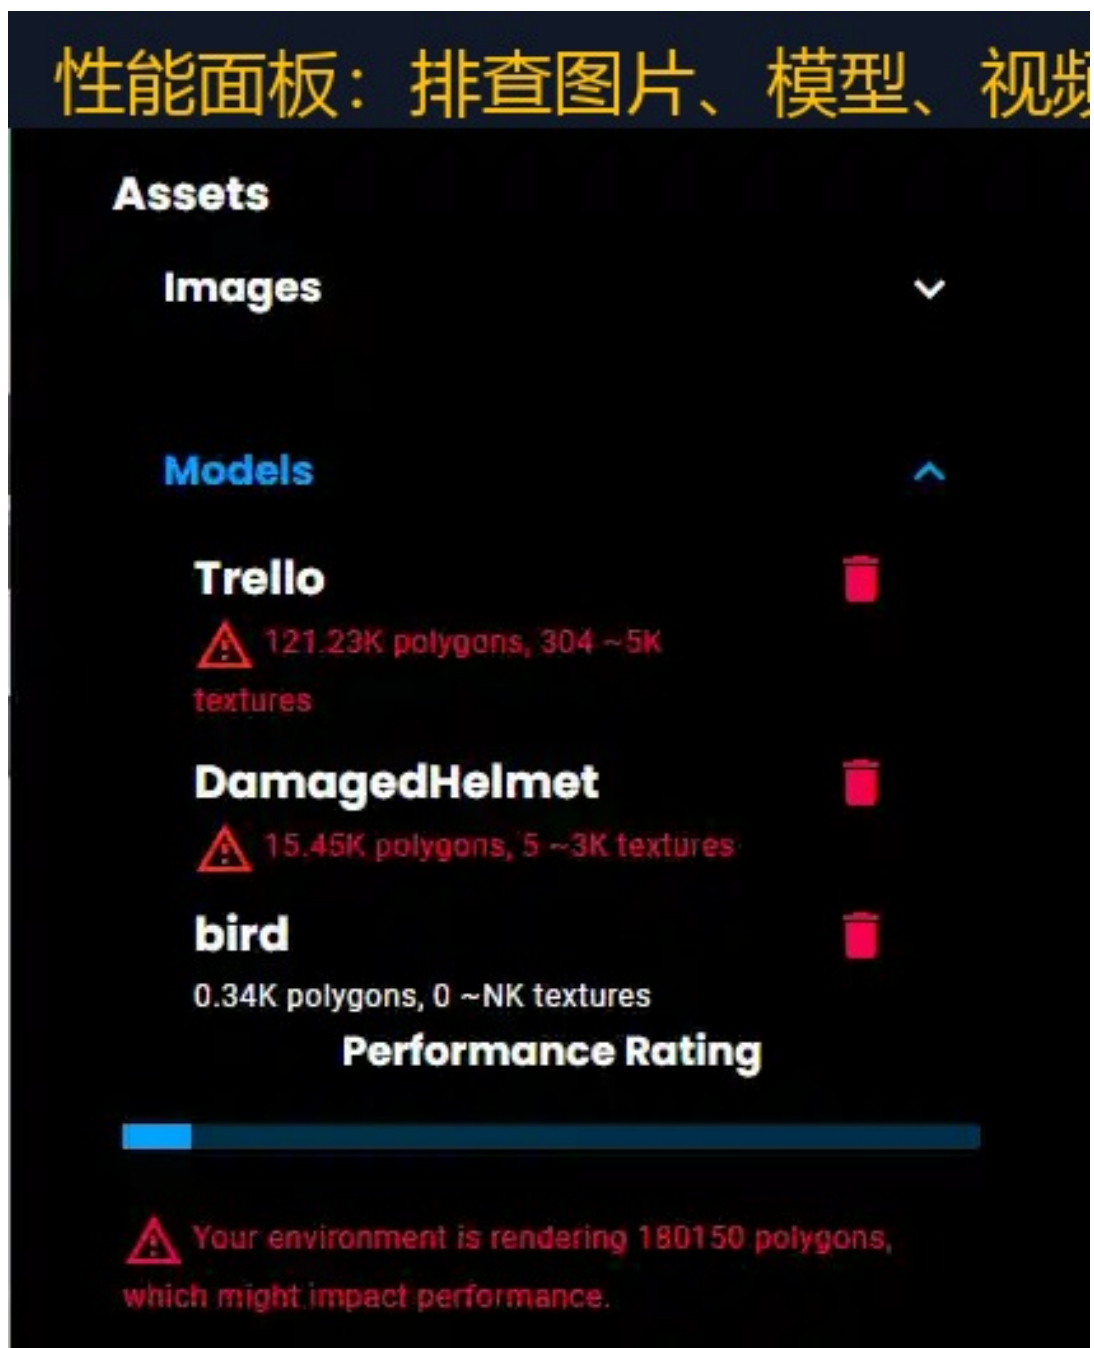 性能面板：排查图片、模型、视频
Assets
Images
Models
Trello
121.23K polygons, 304 ~5K
textures
DamagedHelmet
15.45K polygons, 5 ~3K textures
bird
0.34K polygons, 0 ~NK textures
Performance Rating
Your environment is rendering 180150 polygons,
which might impact performance.